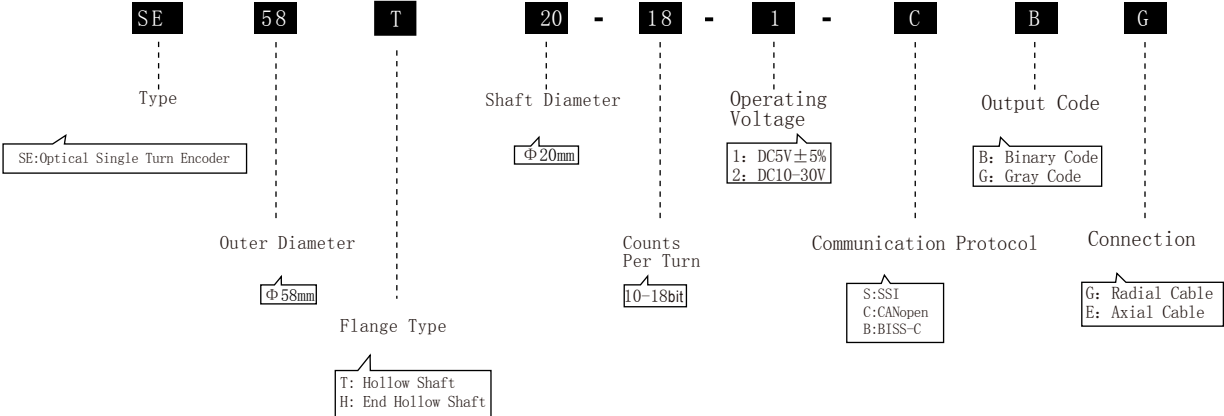 SE 58 T 20 - 18 - 1 - C B G
Type
SE:Optical Single Turn Encoder
Outer Diameter
Φ58mm
Flange Type
T: Hollow Shaft
H: End Hollow Shaft
Shaft Diameter
Φ20mm
Counts
Per Turn
10-18bit
Operating
Voltage
1: DC5V±5%
2: DC10-30V
Communication Protocol
S:SSI
C:CANopen
B:BISS-C
Output Code
B: Binary Code
G: Gray Code
Connection
G: Radial Cable
E: Axial Cable